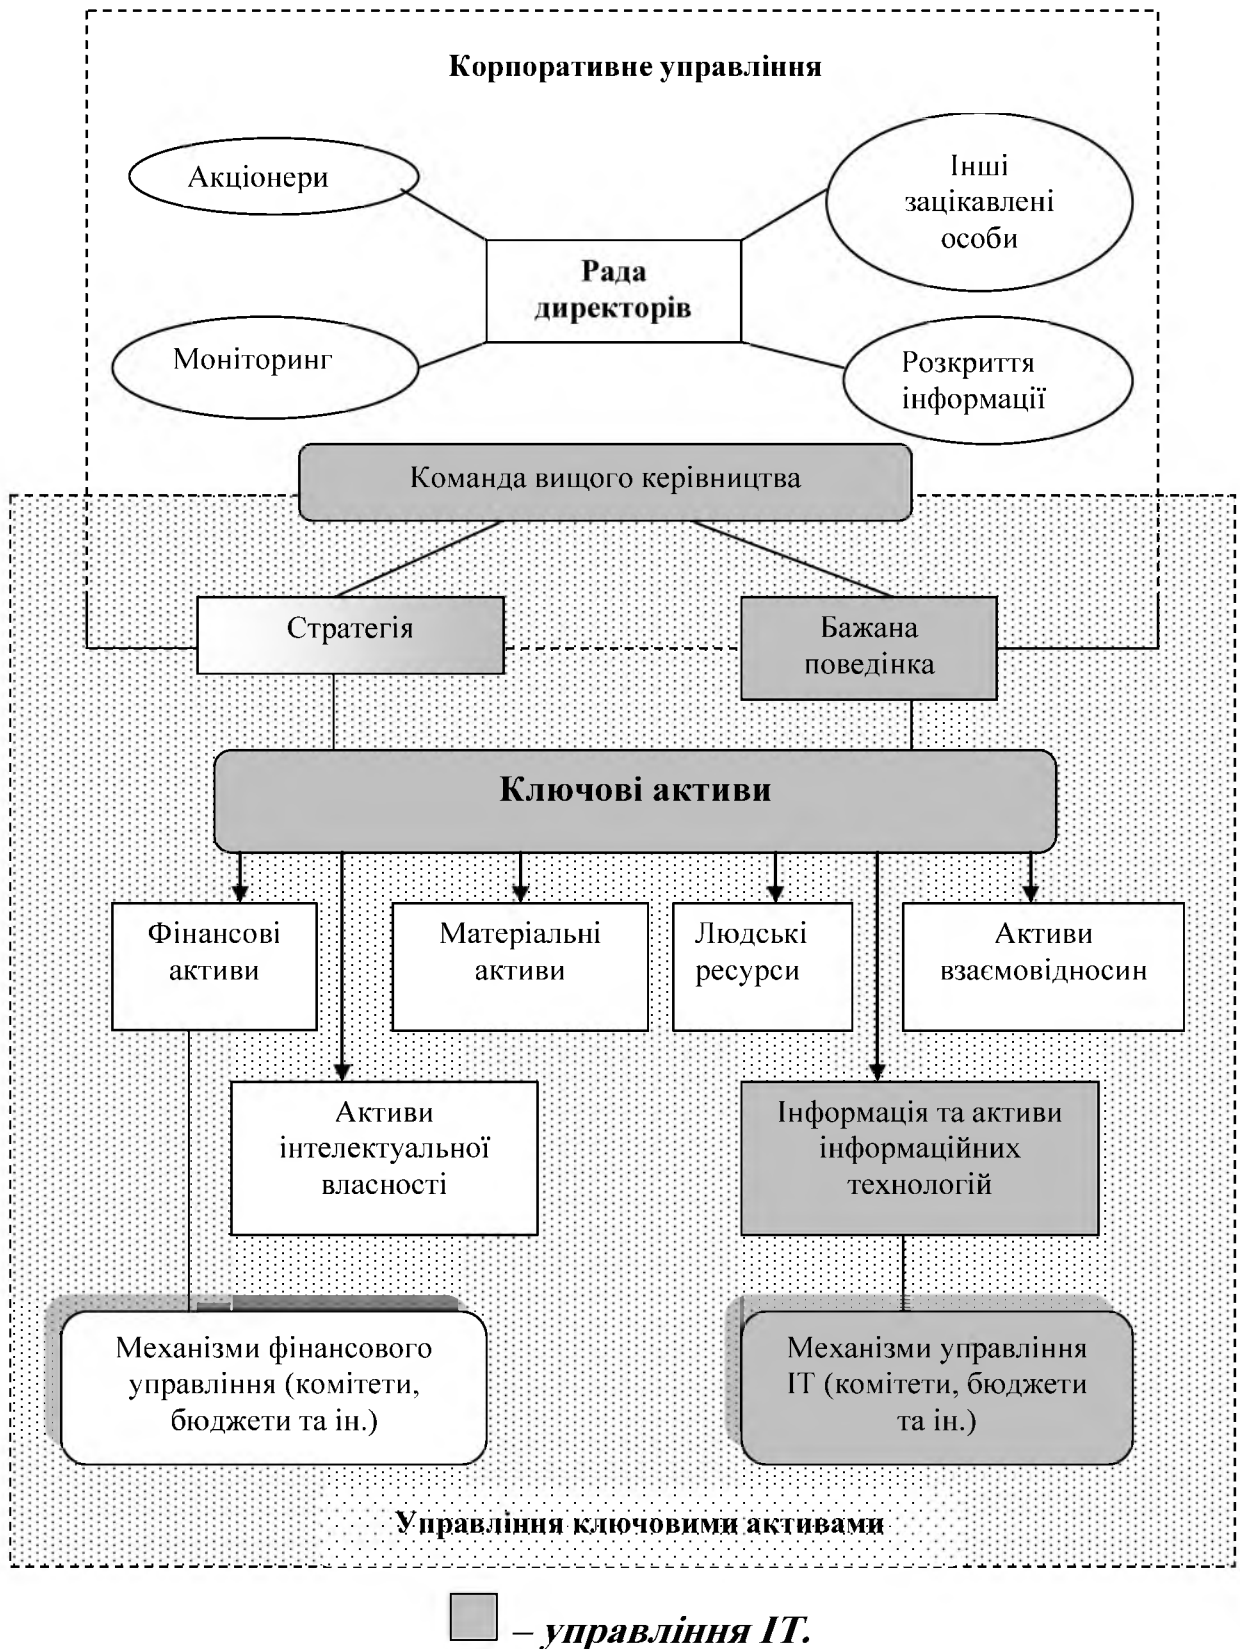 Корпоративне управління
Акціонери
Інші
зацікавлені
особи
Рада
директорів
Моніторинг
Розкриття
інформації
Команда вищого керівництва
Стратегія
Бажана
поведінка
Ключові активи
Фінансові
активи
Матеріальні
активи
Людські
ресурси
Активи
взаємовідносин
Активи
інтелектуальної
власності
Інформація та активи
інформаційних
технологій
Механізми фінансового
управління (комітети,
бюджети та ін.)
Механізми управління
ІТ (комітети, бюджети
та ін.)
Управління ключовими активами
– управління ІТ.